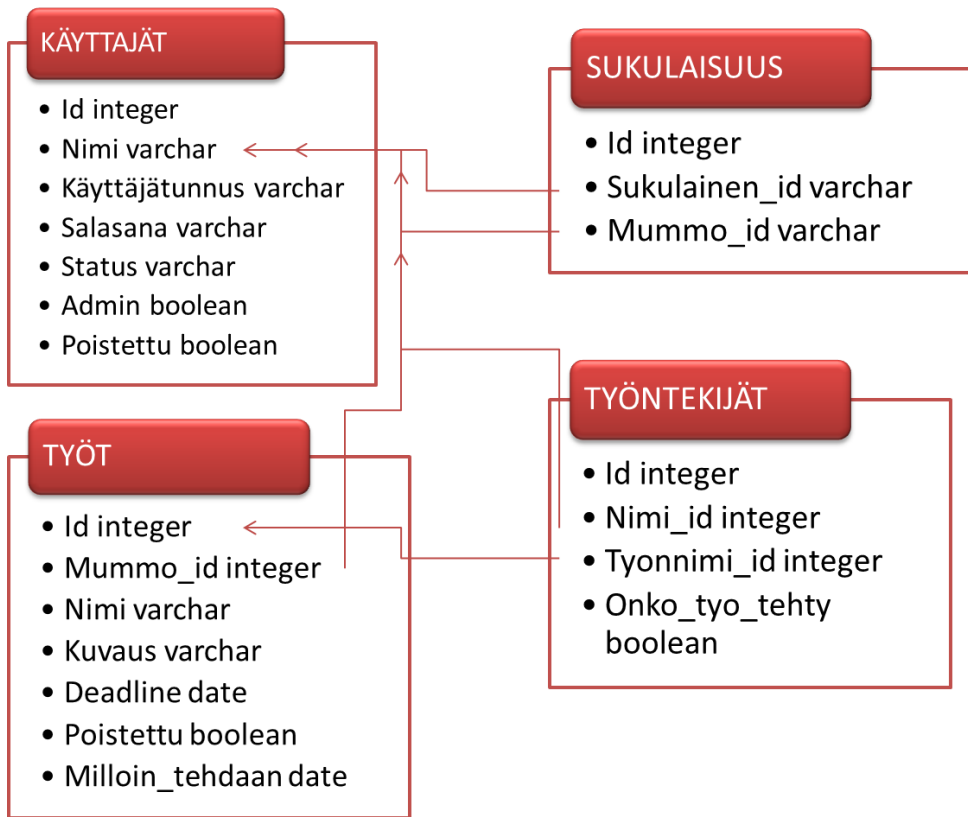 KÄYTTAJÄT
• Id integer
• Nimi varchar
• Käyttäjätunnus varchar
• Salasana varchar
• Status varchar
• Admin boolean
• Poistettu boolean
SUKULAISUUS
• Id integer
• Sukulainen_id varchar
• Mummo_id varchar
TYÖT
• Id integer
• Mummo_id integer
• Nimi varchar
• Kuvaus varchar
• Deadline date
• Poistettu boolean
• Milloin_tehdaan date
TYÖNTEKIJÄT
• Id integer
• Nimi_id integer
• Tyonnimi_id integer
• Onko_tyo_tehty
boolean